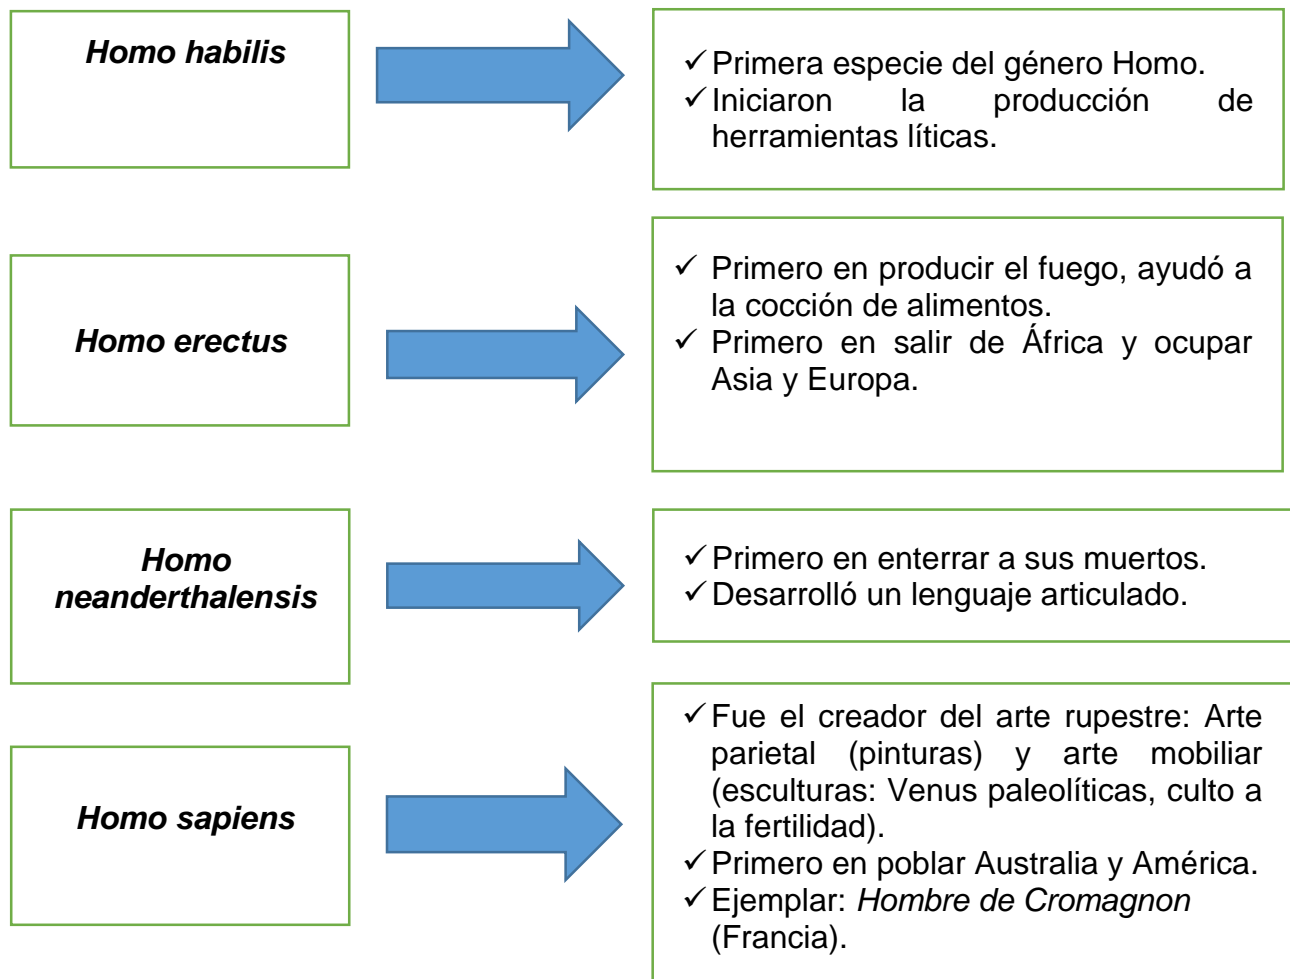 Homo habilis
✓ Primera especie del género Homo.
✓ Iniciaron la producción de
herramientas líticas.
Homo erectus
✓ Primero en producir el fuego, ayudó a
la cocción de alimentos.
✓ Primero en salir de África y ocupar
Asia y Europa.
Homo
neanderthalensis
✓ Primero en enterrar a sus muertos.
✓ Desarrolló un lenguaje articulado.
Homo sapiens
✓ Fue el creador del arte rupestre: Arte
parietal (pinturas) y arte mobiliar
(esculturas: Venus paleolíticas, culto a
la fertilidad).
✓ Primero en poblar Australia y América.
✓ Ejemplar: Hombre de Cromagnon
(Francia).